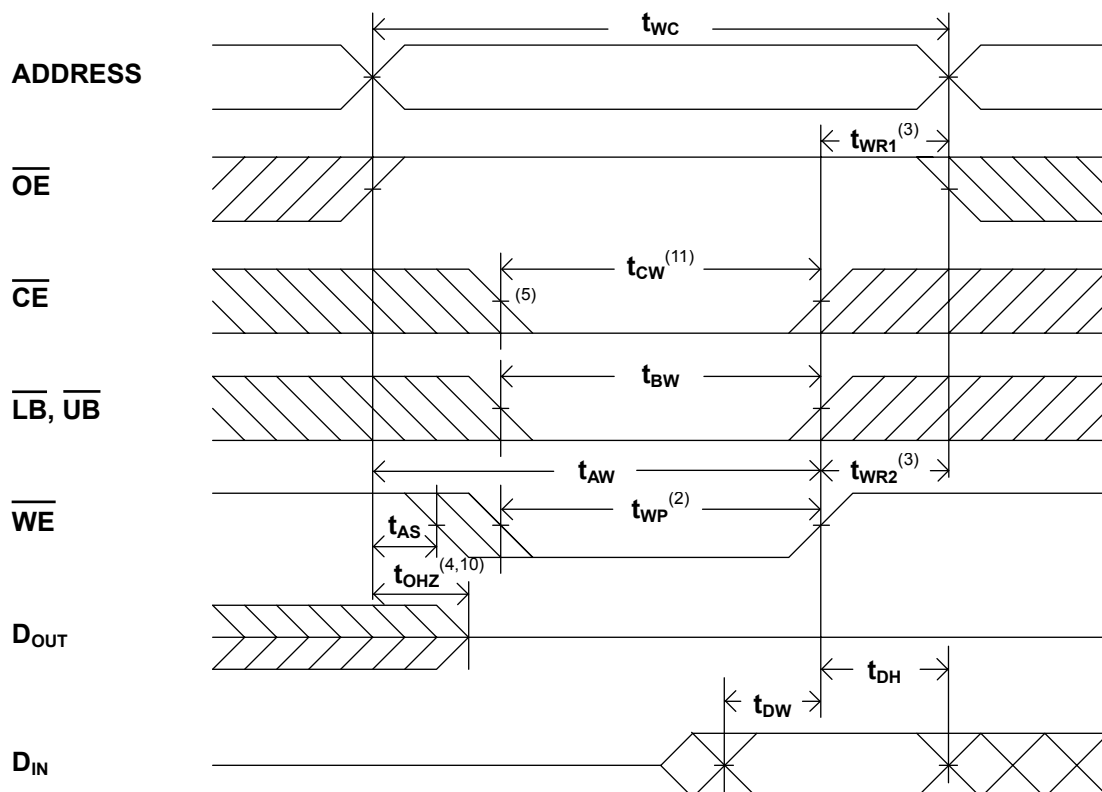 tWC
ADDRESS
tWR1(3)
OE
tCW(11)
CE
(5)
tBW
LB, UB
tAW
tWR2(3)
WE
tWP(2)
tAS
tOHZ(4,10)
DOUT
tDH
tDW
DIN